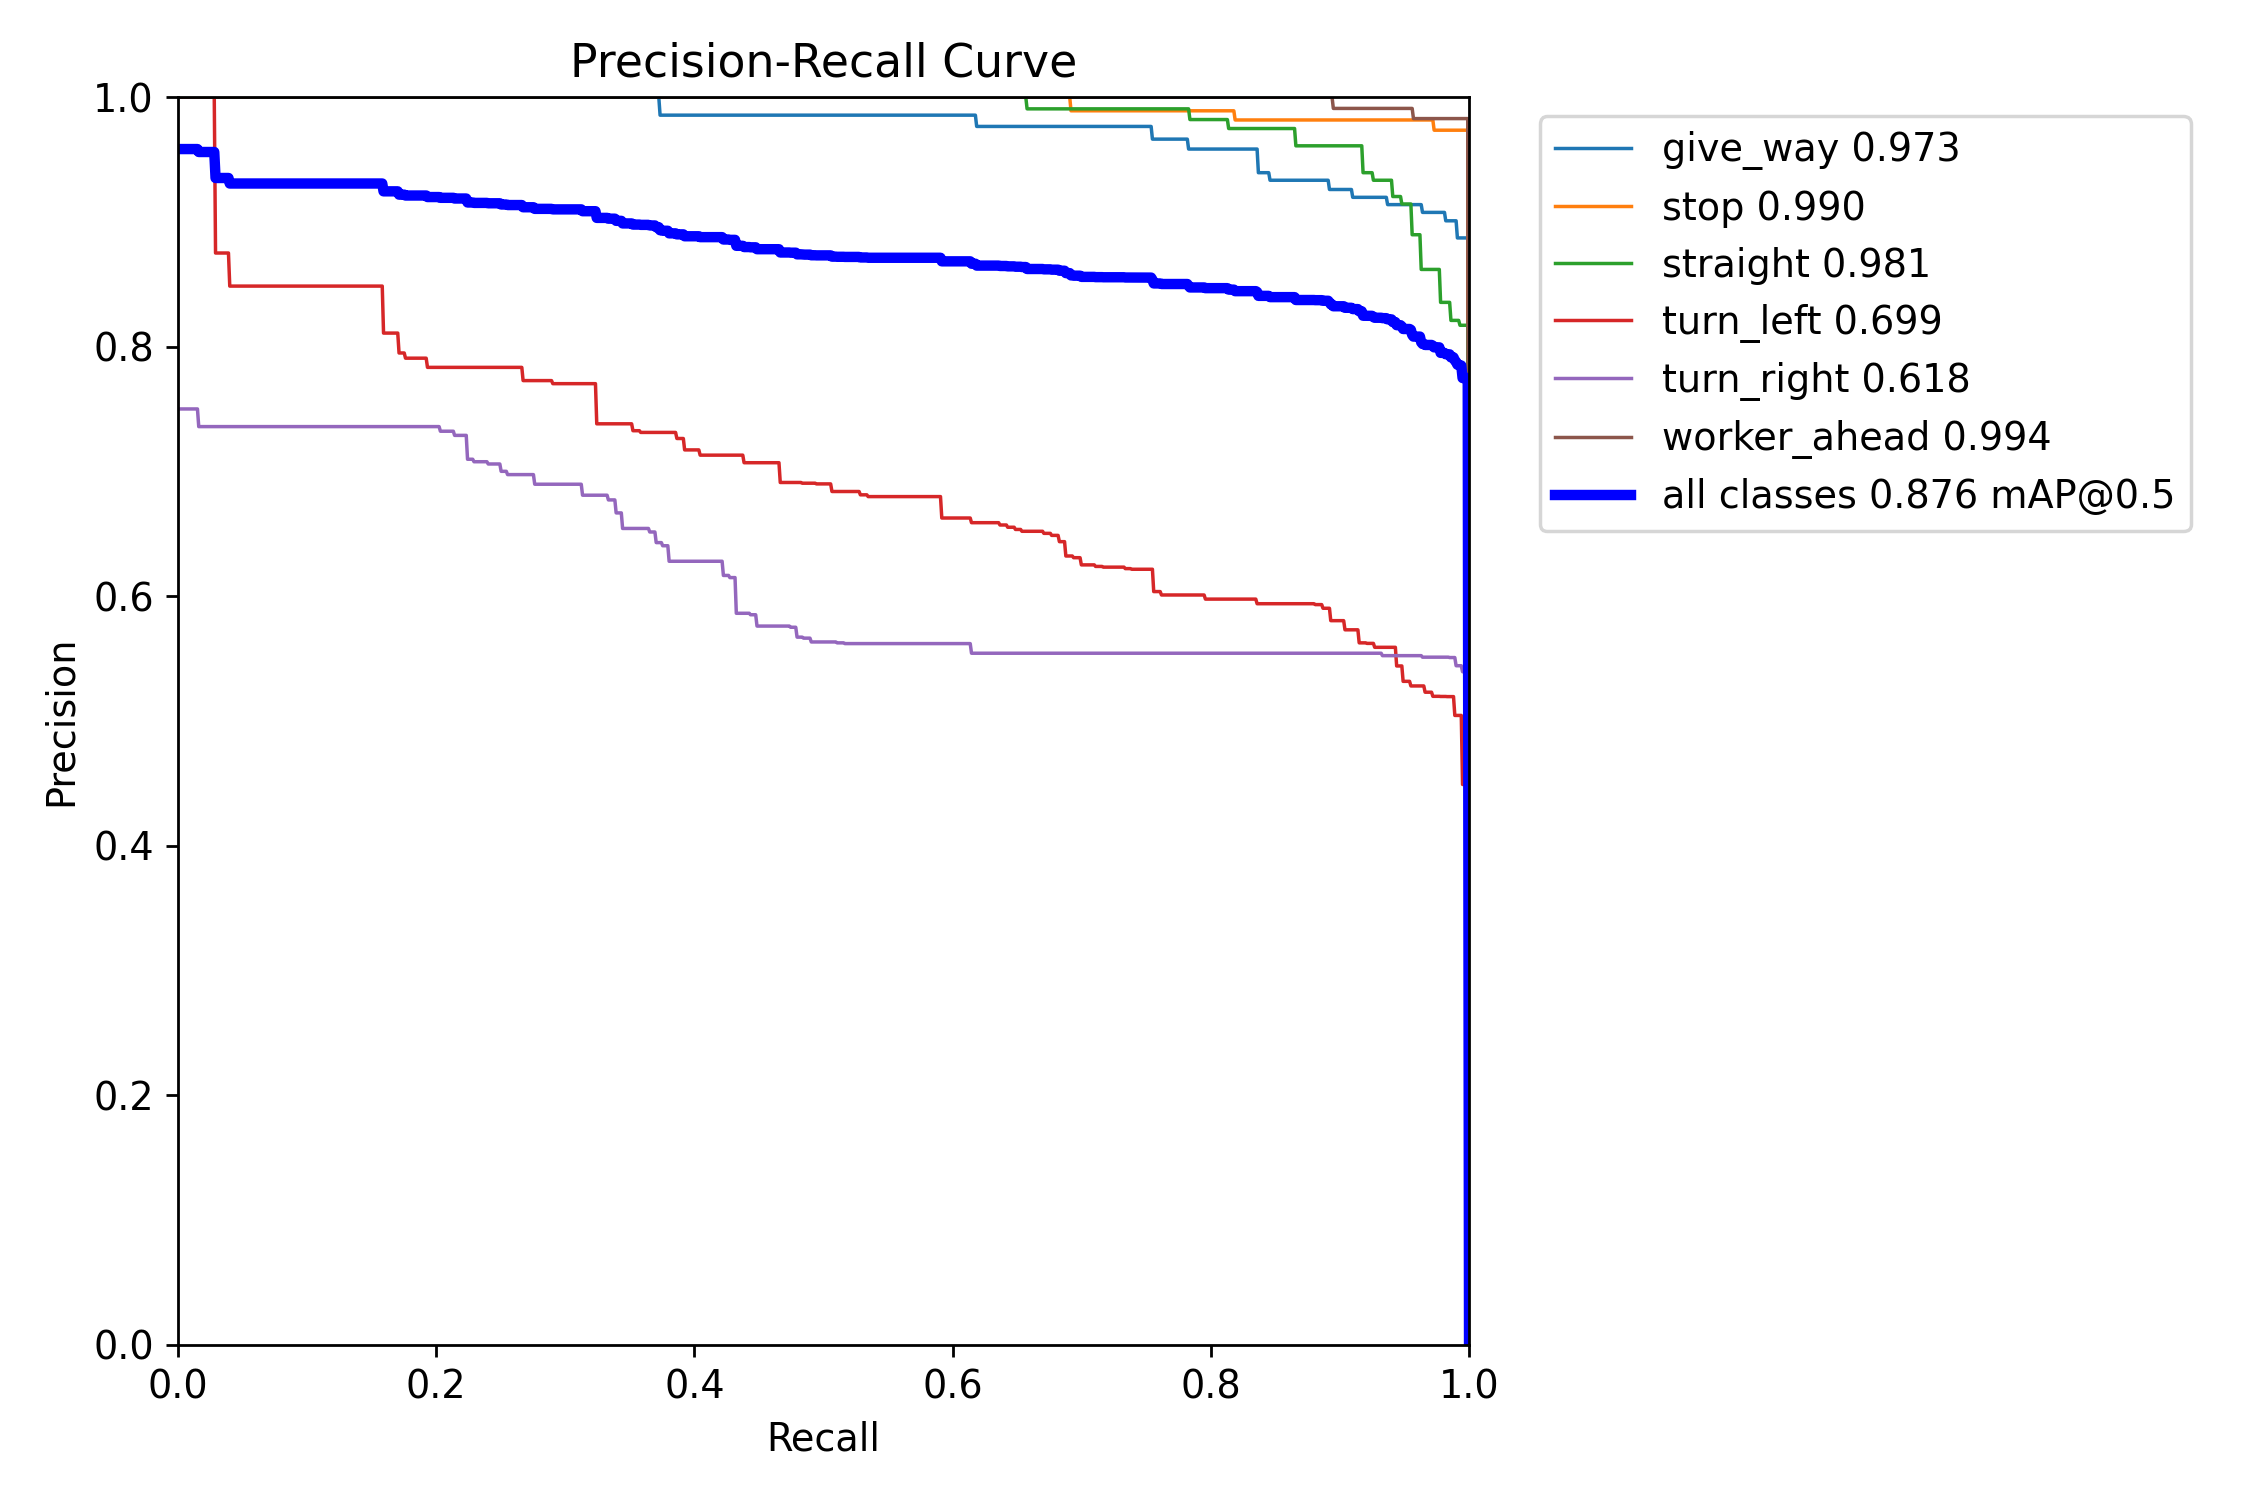 Precision-Recall Curve
1.0
0.8
0.6
0.4
0.2
0.0
Precision
0.0 0.2 0.4 0.6 0.8 1.0
Recall
give_way 0.973
stop 0.990
straight 0.981
turn_left 0.699
turn_right 0.618
worker_ahead 0.994
all classes 0.876 mAP@0.5